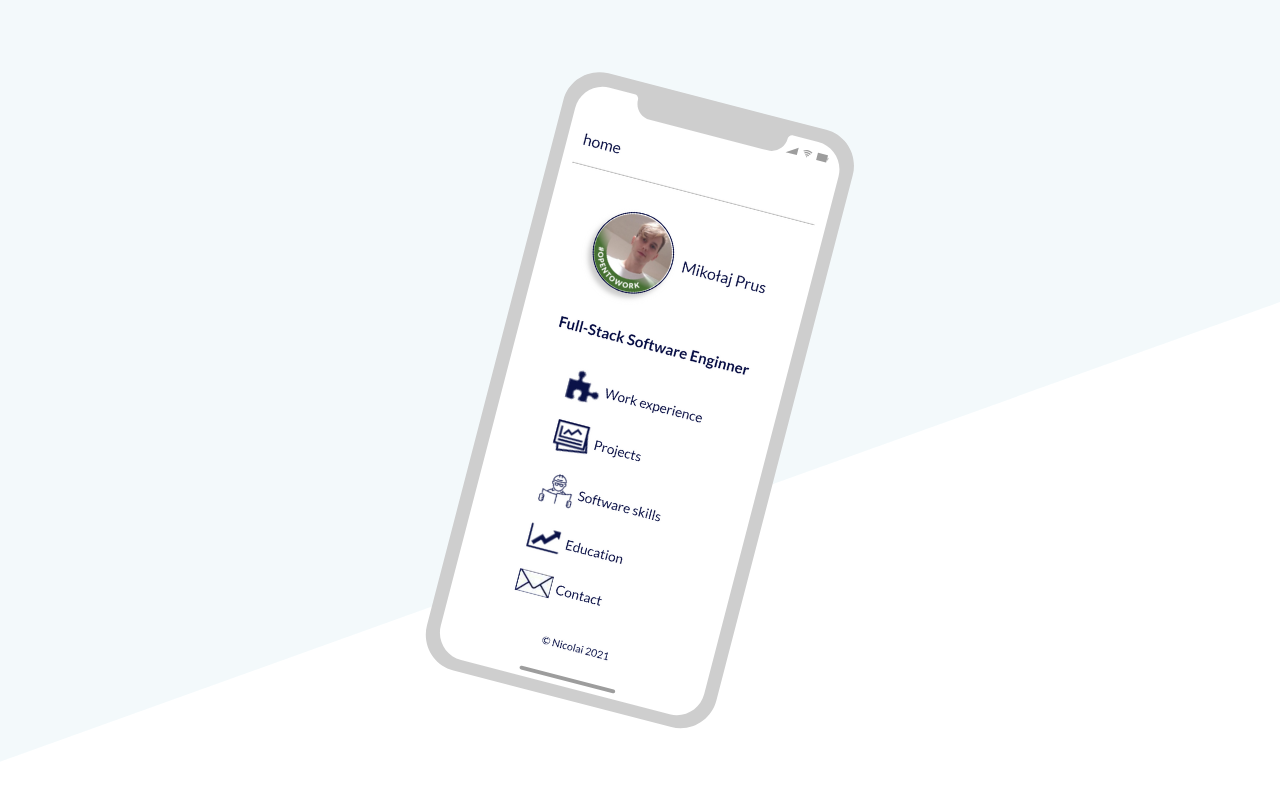 home
#OPENTOWORK
Mikołaj Prus
Full-Stack Software Enginner
Work experience
Projects
Software skills
Education
Contact
© Nicolai 2021